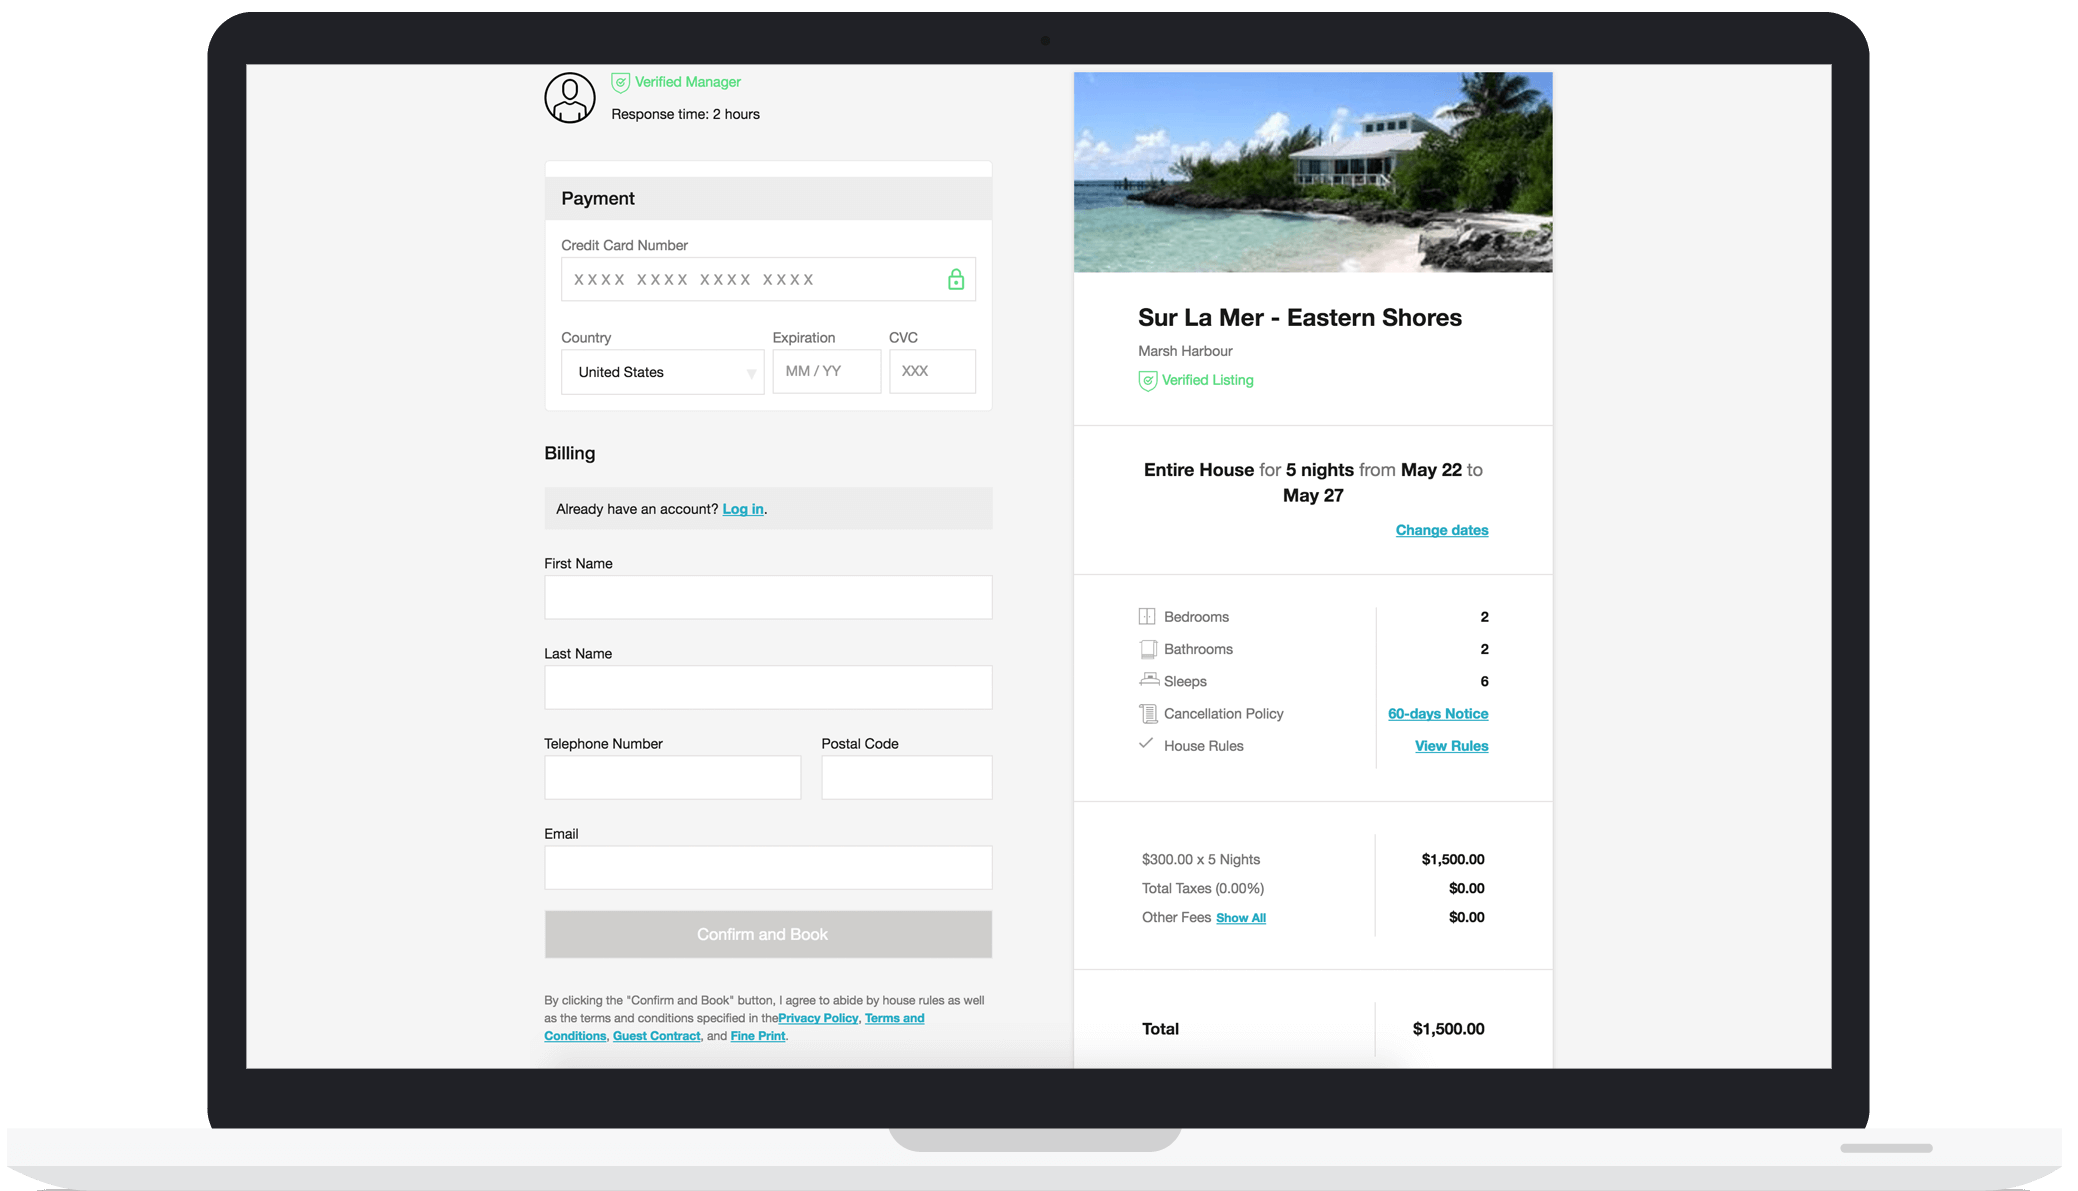 Verified Manager
Response time: 2 hours
Payment
Credit Card Number
XXXX XXXX XXXX XXXX
Country
Expiration
CVC
United States
MM / YY
XXX
Billing
Already have an account? Log in.
First Name
Last Name
Telephone Number
Postal Code
Email
Confirm and Book
By clicking the "Confirm and Book" button, I agree to abide by house rules as well
as the terms and conditions specified in thePrivacy Policy, Terms and
Conditions, Guest Contract, and Fine Print.
Sur La Mer - Eastern Shores
Marsh Harbour
Verified Listing
Entire House for 5 nights from May 22 to
May 27
Change dates
Bedrooms 2
Bathrooms 2
Sleeps 6
Cancellation Policy 60-days Notice
House Rules View Rules
$300.00 x 5 Nights $1,500.00
Total Taxes (0.00%) $0.00
Other Fees Show All $0.00
Total $1,500.00